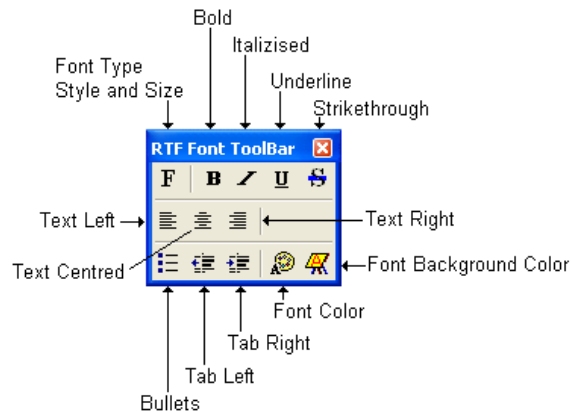 Bold
Italizised
Font Type
Style and Size
Underline
Strikethrough
RTF Font ToolBar
F B I U S
Text Left
Text Right
Text Centred
Font Background Color
Font Color
Tab Right
Tab Left
Bullets